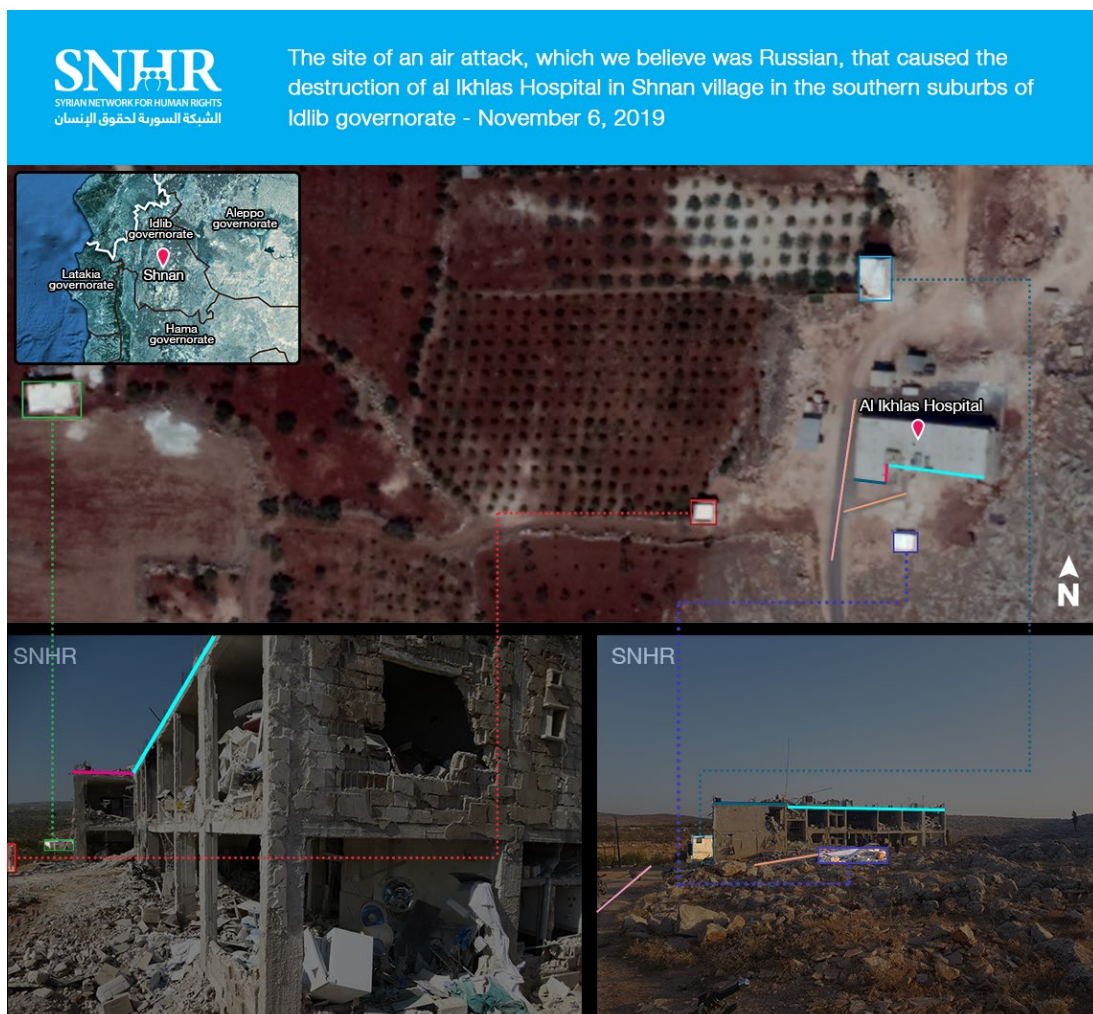 SNHR
SYRIAN NETWORK FOR HUMAN RIGHTS
الشبكة السورية لحقوق الإنسان
The site of an air attack, which we believe was Russian, that caused the
destruction of al Ikhlas Hospital in Shnan village in the southern suburbs of
Idlib governorate - November 6, 2019
Aleppo
governorate
Idlib
governorate
Shnan
Latakia
governorate
Hama
governorate
Al Ikhlas Hospital
N
SNHR
SNHR